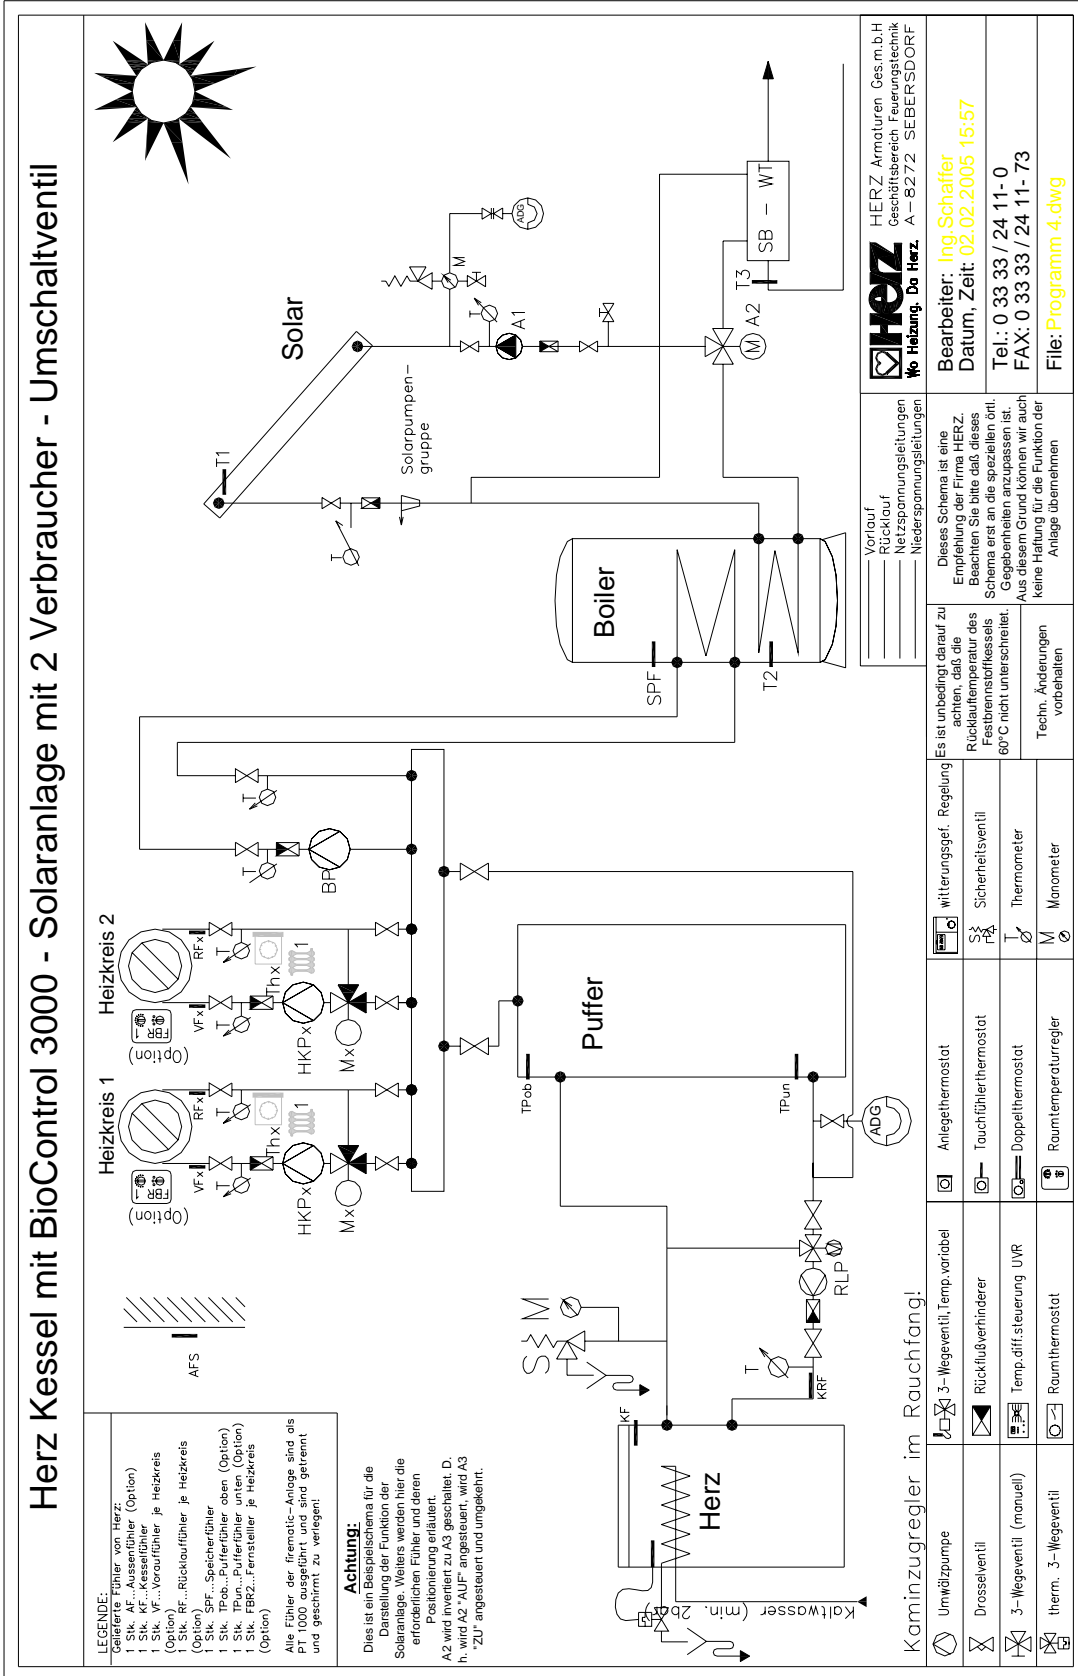 Herz Kessel mit BioControl 3000 - Solaranlage mit 2 Verbraucher - Umschaltventil
LEGENDE:
Gelieferte Fühler von Herz:
1 Stk. AF...Aussenfühler (Option)
1 Stk. KF...Kesselfühler
1 Stk. VF...Vorauffühler je Heizkreis
(Option)
1 Stk. RF...Rücklauffühler je Heizkreis
(Option)
1 Stk. SPF...Speicherfühler
1 Stk. TPob...Pufferfühler oben (Option)
1 Stk. TPun...Pufferfühler unten (Option)
1 Stk. FBR2...Fernsteller je Heizkreis
(Option)
Alle Fühler der firematic-Anlage sind als
PT 1000 ausgeführt und sind getrennt
und geschirmt zu verlegen!
Achtung:
Dies ist ein Beispielschema für die
Darstellung der Funktion der
Solaranlage. Weiters werden hier die
erforderlichen Fühler und deren
Positionierung erläutert.
A2 wird invertiert zu A3 geschaltet. D.
h. wird A2 "AUF" angesteuert, wird A3
"ZU" angesteuert und umgekehrt.
AFS
Heizkreis 1
FBR
(Option)
VFx
RFx
T
T
Thx
1
HKPx
Mx
Heizkreis 2
FBR
(Option)
VFx
RFx
T
T
Thx
1
HKPx
Mx
T
BP
T
Solar
T1
T
Solarpumpen-
gruppe
M
ADG
T
A1
A2
M
T3
SB - WT
Boiler
SPF
T2
Puffer
TPob
TPun
ADG
RLP
M
S
M
T
KRF
KF
Herz
Kaltwasser (min. 2bar)
Kaminzugregler im Rauchfang!
Vorlauf
Rücklauf
Netzspannungsleitungen
Niederspannungsleitungen
HERZ
Wo Heizung. Da Herz.
HERZ Armaturen Ges.m.b.H
Geschäftsbereich Feuerungstechnik
A-8272 SEBERSDORF
Umwälzpumpe
Drosselventil
3-Wegeventil (manuell)
therm. 3-Wegeventil
3-Wegeventil,Temp.variabel
Rückflußverhinderer
Temp.diff.steuerung UVR
Raumthermostat
Anlegethermostat
Tauchfühlerthermostat
Doppelthermostat
Raumtemperaturregler
witterungsgef. Regelung
S
Sicherheitsventil
T
Thermometer
M
Manometer
Es ist unbedingt darauf zu
achten, daß die
Rücklauftemperatur des
Festbrennstoffkessels
60°C nicht unterschreitet.
Techn. Änderungen
vorbehalten
Dieses Schema ist eine
Empfehlung der Firma HERZ.
Beachten Sie bitte daß dieses
Schema erst an die speziellen örtl.
Gegebenheiten anzupassen ist.
Aus diesem Grund können wir auch
keine Haftung für die Funktion der
Anlage übernehmen
Bearbeiter: Ing.Schaffer
Datum, Zeit: 02.02.2005 15:57
Tel.: 0 33 33 / 24 11- 0
FAX: 0 33 33 / 24 11- 73
File: Programm 4.dwg